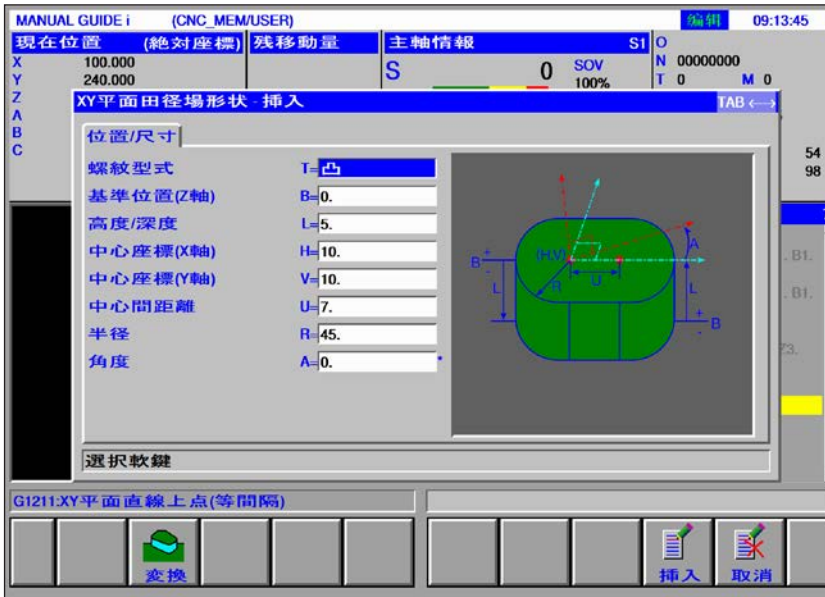 MANUAL GUIDE i (CNC_MEM/USER) 编辑 09:13:45
現在位置 (絶対座標) 残移動量 主軸情報 S1
X 100.000
Y 240.000
Z
A
B
C
S 0 SOV 100%
O
N 00000000
T 0 M 0
54
98
XY平面田径場形状 - 挿入 TAB ←→
位置/尺寸
螺紋型式 T= 凸
基準位置(Z軸) B= 0.
高度/深度 L= 5.
中心座標(X軸) H= 10.
中心座標(Y軸) V= 10.
中心間距離 U= 7.
半径 R= 45.
角度 A= 0. °
(H,V) A B + - L R U L + - B
. B1.
. B1.
Z3.
選択軟鍵
G1211:XY平面直線上点(等間隔)
変換 挿入 取消